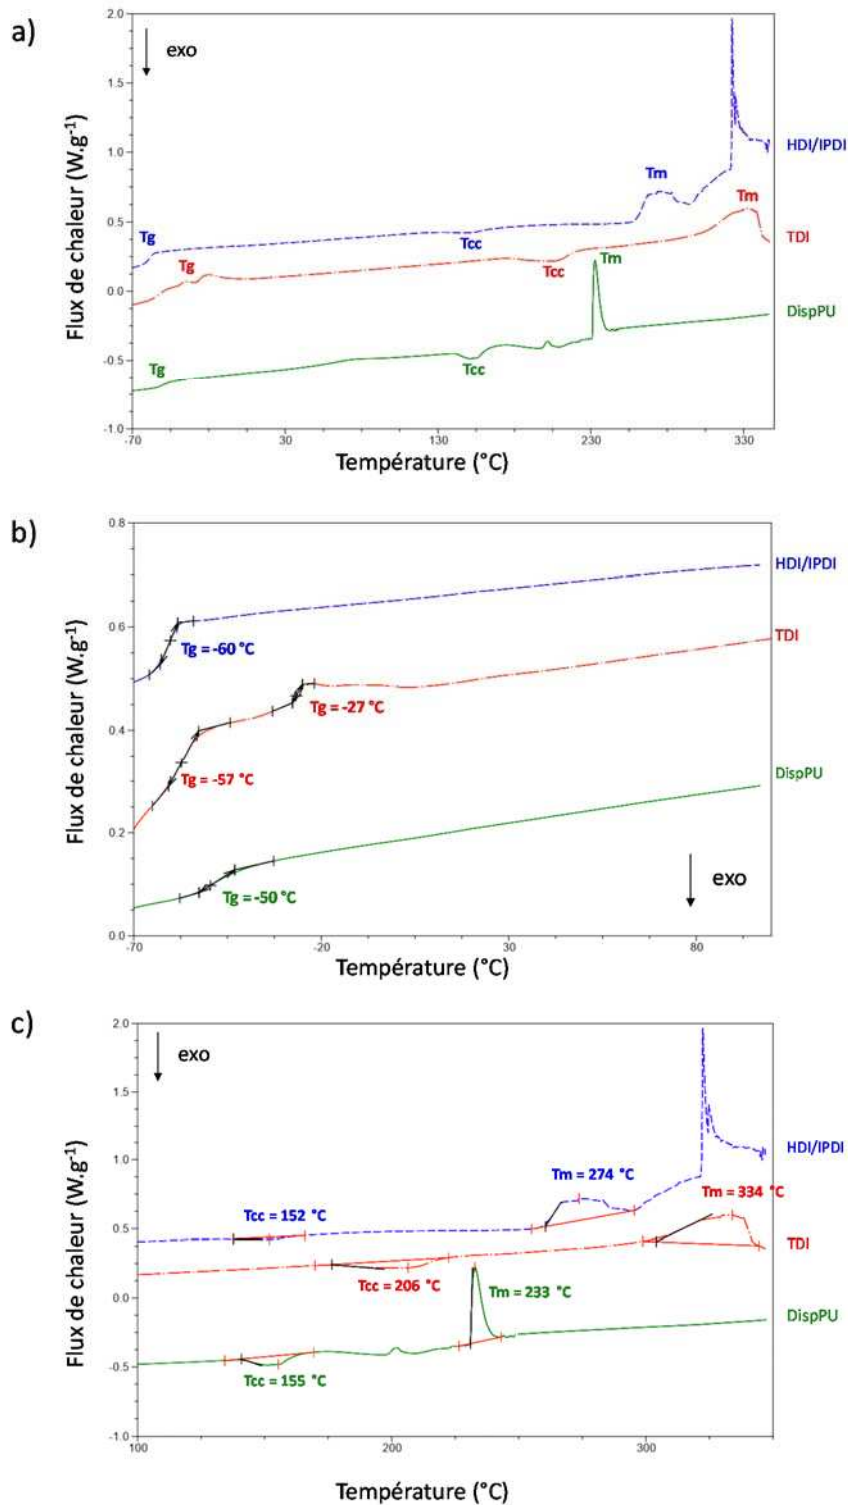 a)
exo
Flux de chaleur (W.g-1)
2.0
1.5
1.0
0.5
0.0
-0.5
-1.0
HDI/IPDI
Tm
Tm
Tg
Tcc
Tg
TDI
Tcc
Tm
DispPU
Tg
Tcc
-70
30
130
230
330
Température (°C)
b)
Flux de chaleur (W.g-1)
0.8
0.6
0.4
0.2
0.0
HDI/IPDI
Tg = -60 °C
TDI
Tg = -27 °C
Tg = -57 °C
DispPU
Tg = -50 °C
exo
-70
-20
30
80
Température (°C)
c)
exo
Flux de chaleur (W.g-1)
2.0
1.5
1.0
0.5
0.0
-0.5
-1.0
HDI/IPDI
Tm = 274 °C
Tm = 334 °C
Tcc = 152 °C
TDI
Tcc = 206 °C
Tm = 233 °C
DispPU
Tcc = 155 °C
100
200
300
Température (°C)